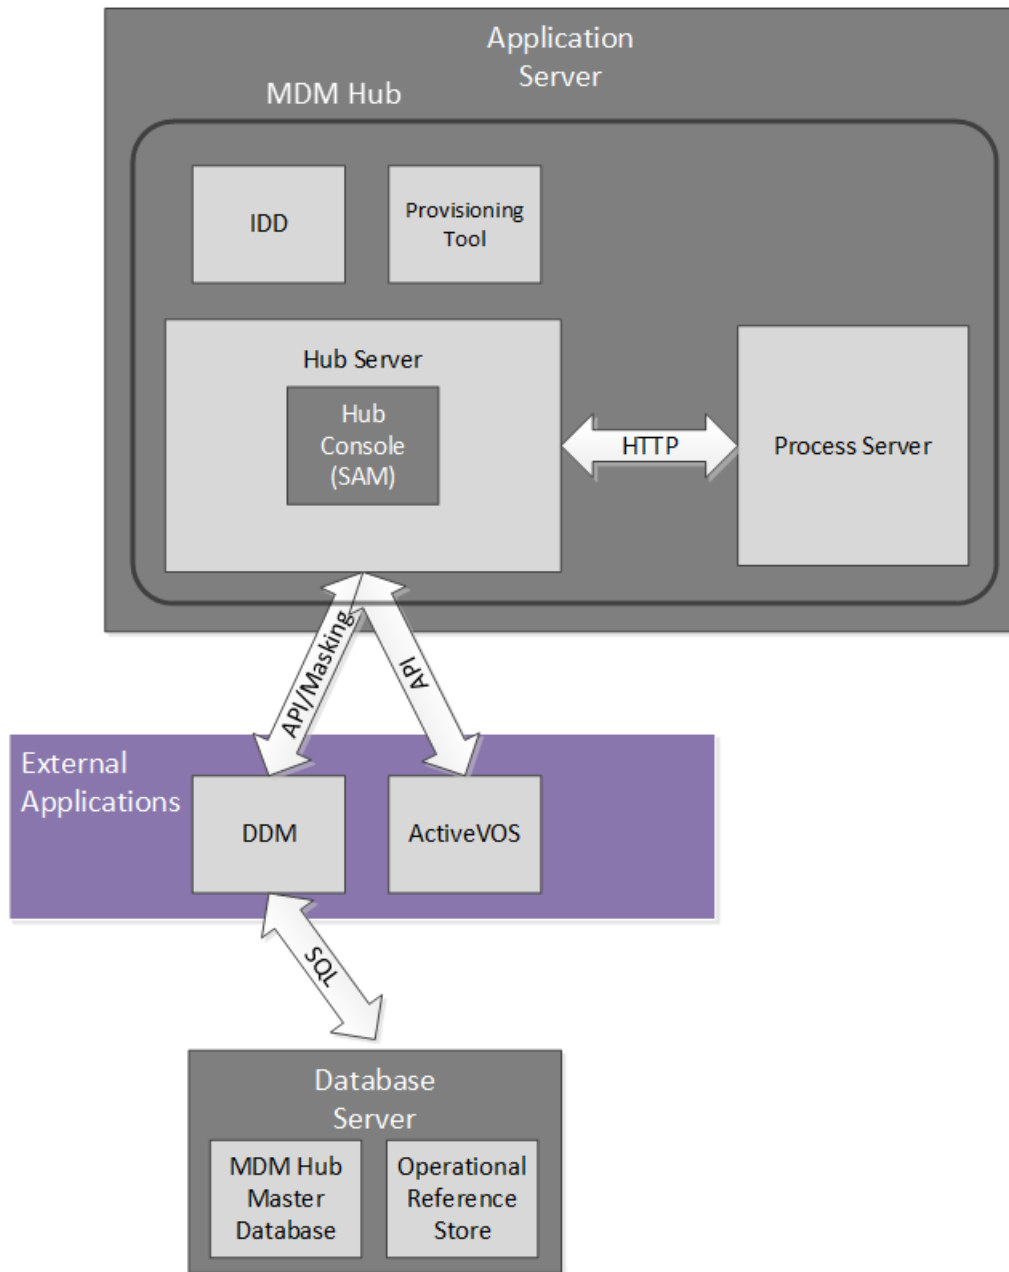 Application
Server
MDM Hub
IDD
Provisioning
Tool
Hub Server
Hub
Console
(SAM)
HTTP
Process Server
API/Masking
API
External
Applications
DDM
ActiveVOS
SQL
Database
Server
MDM Hub
Master
Database
Operational
Reference
Store